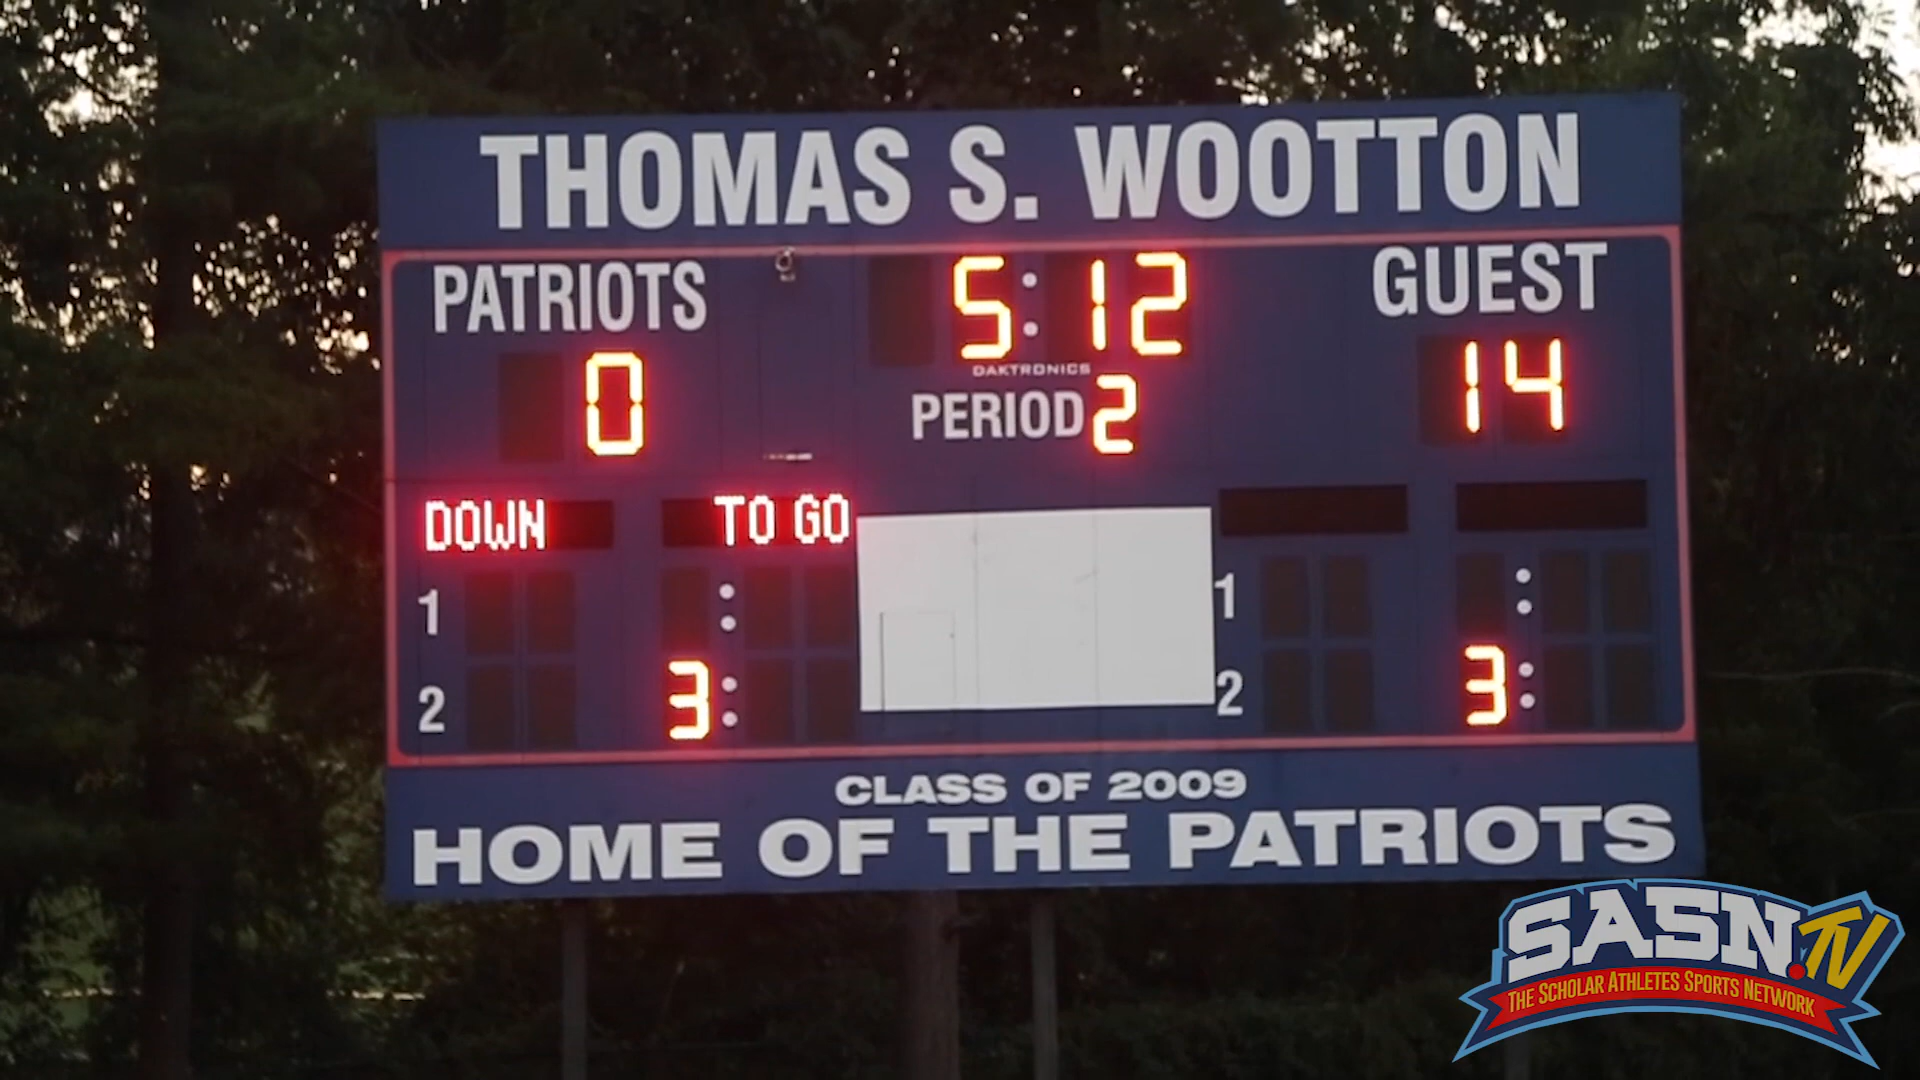 THOMAS S. WOOTTON
PATRIOTS 5:12 GUEST
DAKTRONICS
0 PERIOD 2 14
DOWN TO GO
1 : 1 :
2 3: 2 3:
CLASS OF 2009
HOME OF THE PATRIOTS
SASN.TV
THE SCHOLAR ATHLETES SPORTS NETWORK